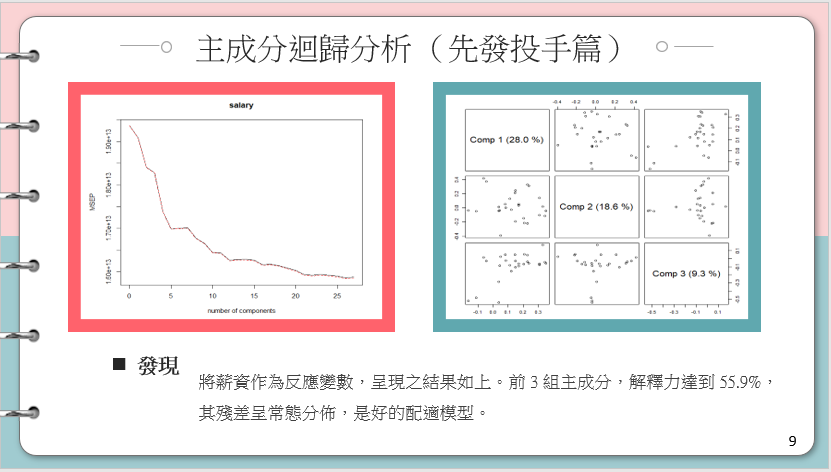 主成分迴歸分析（先發投手篇）
salary
MSEP
1.90e+13
1.80e+13
1.70e+13
1.60e+13
0 5 10 15 20 25
number of components
-0.4 -0.2 0.0 0.2 0.4
Comp 1 (28.0 %)
-0.1 0.0 0.1 0.2 0.3
0.4
0.2
0.0
-0.2
-0.4
Comp 2 (18.6 %)
Comp 3 (9.3 %)
-0.5 -0.3 -0.1 0.1
-0.1 0.0 0.1 0.2 0.3
-0.5 -0.3 -0.1 0.1
發現
將薪資作為反應變數，呈現之結果如上。前 3 組主成分，解釋力達到 55.9%，
其殘差呈常態分佈，是好的配適模型。
9